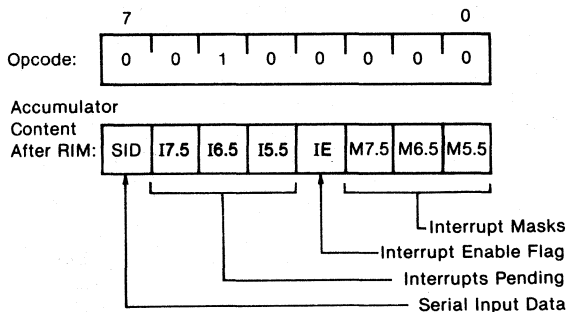 7 0
Opcode: 0 0 1 0 0 0 0 0
Accumulator
Content
After RIM: SID I7.5 I6.5 I5.5 IE M7.5 M6.5 M5.5
Interrupt Masks
Interrupt Enable Flag
Interrupts Pending
Serial Input Data